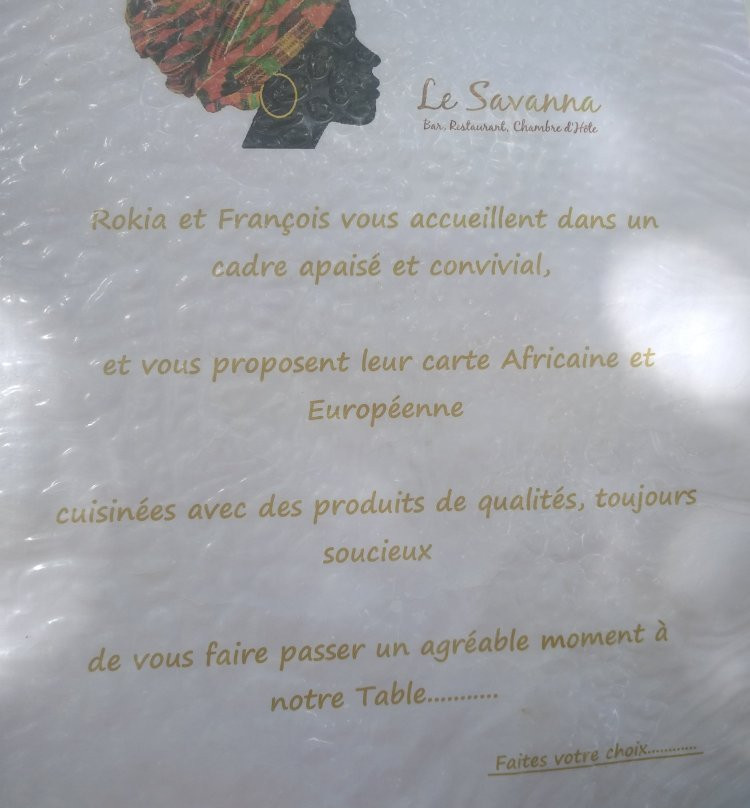 Le Savanna
Bar, Restaurant, Chambre d'Hôte
Rokia et François vous accueillent dans un
cadre apaisé et convivial,
et vous proposent leur carte Africaine et
Européenne
cuisinées avec des produits de qualités, toujours
soucieux
de vous faire passer un agréable moment à
notre Table...........
Faites votre choix............